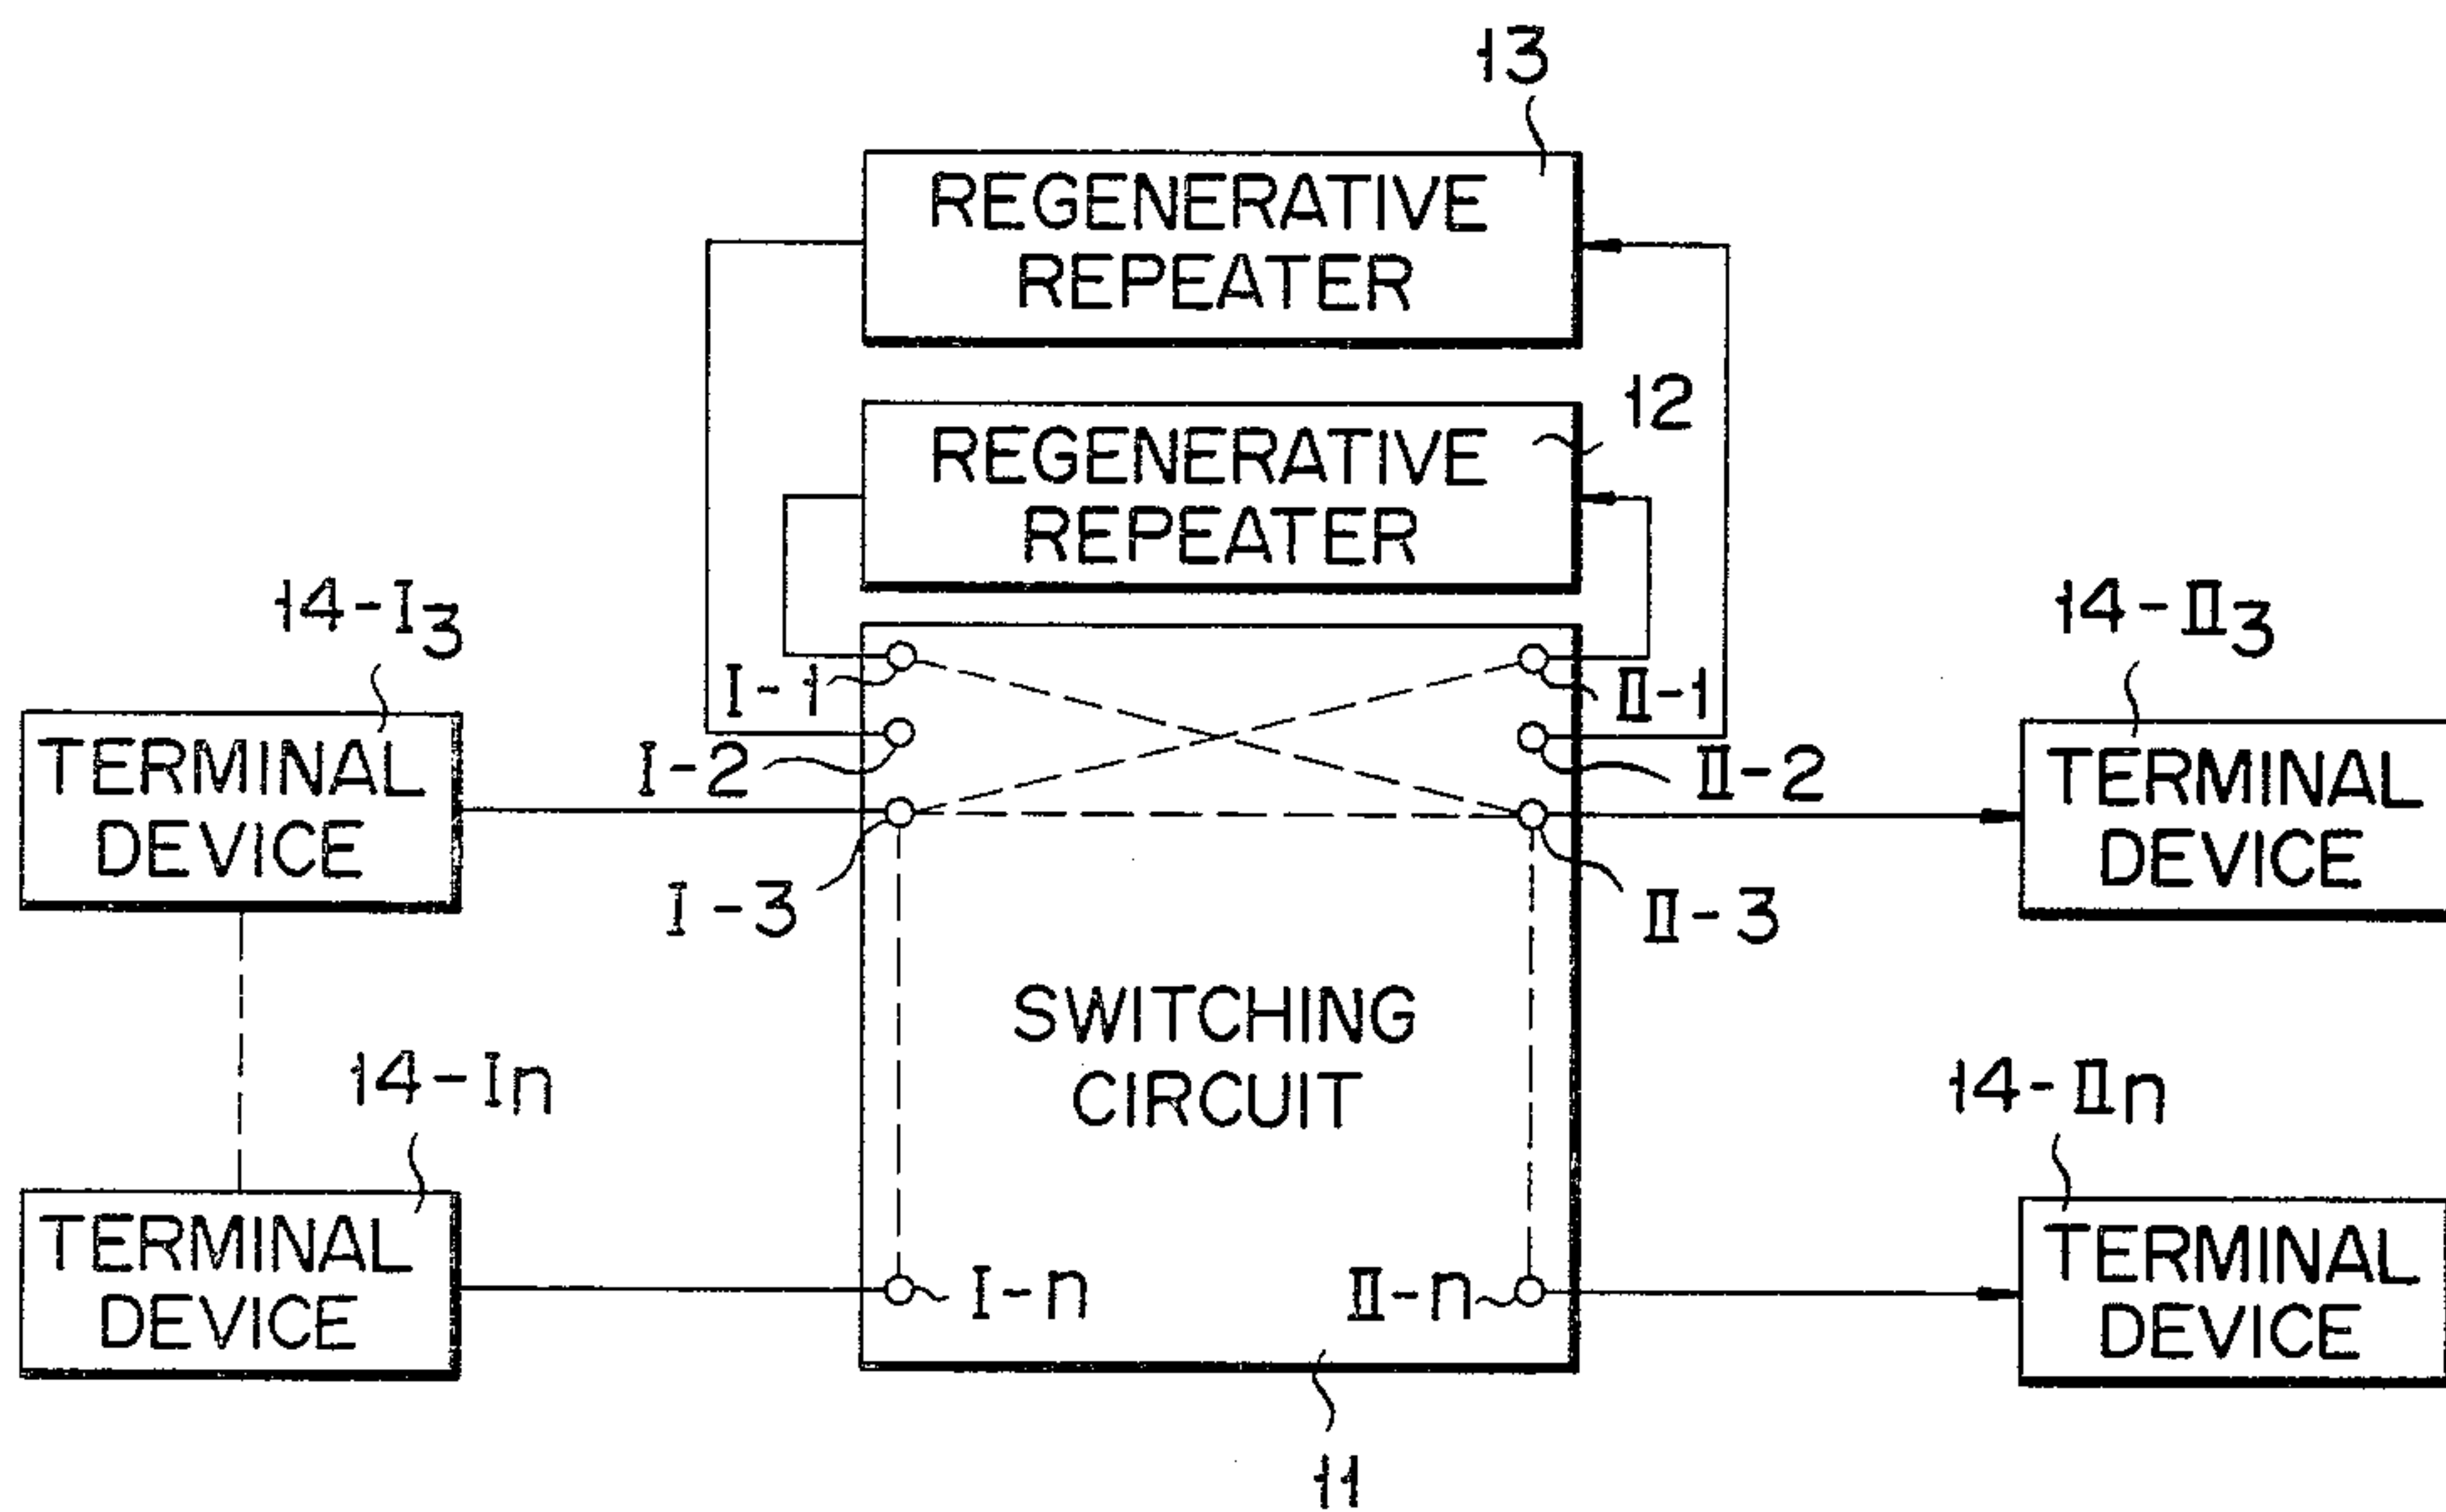 13
REGENERATIVE
REPEATER
12
REGENERATIVE
REPEATER
14-I3
14-II3
I-1
II-1
TERMINAL
DEVICE
I-2
II-2
TERMINAL
DEVICE
I-3
II-3
SWITCHING
CIRCUIT
14-In
14-IIn
TERMINAL
DEVICE
I-n
II-n
TERMINAL
DEVICE
11